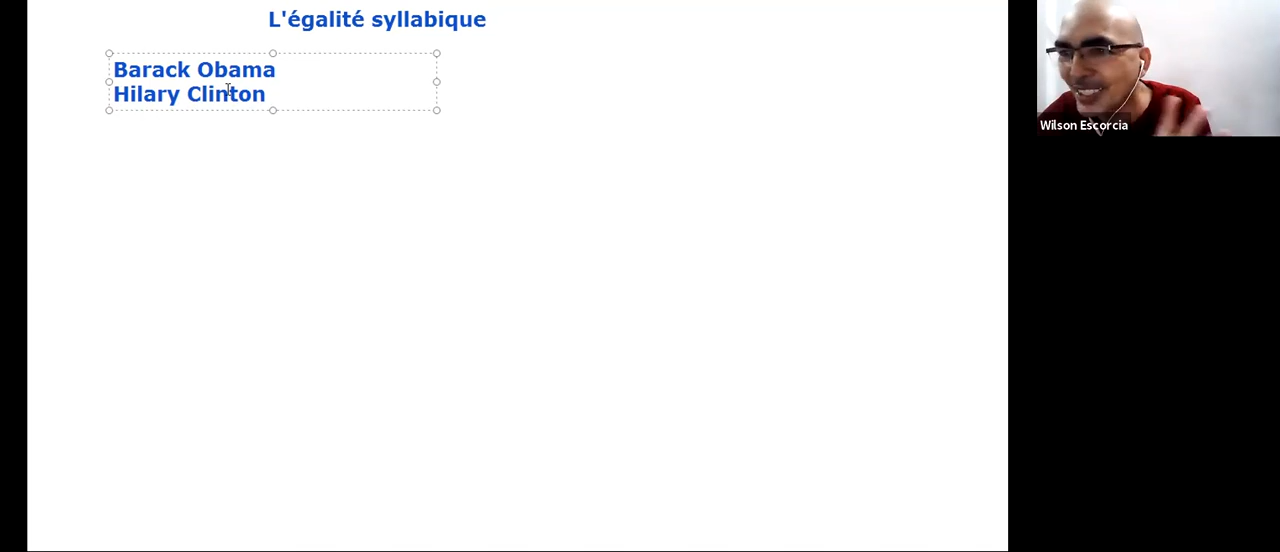 L'égalité syllabique
Barack Obama
Hilary Clinton
Wilson Escorcia